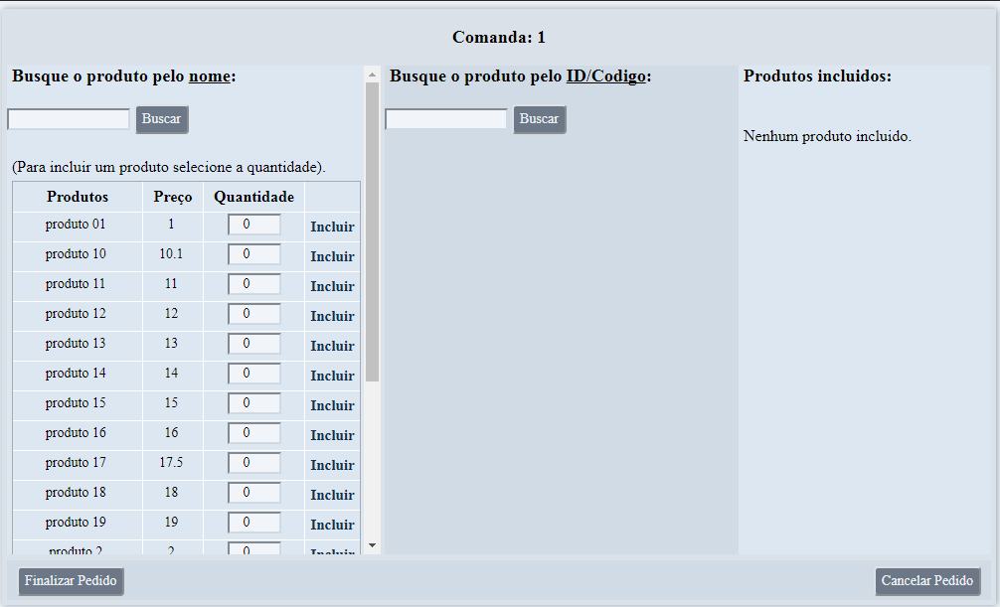 Comanda: 1
Busque o produto pelo nome:
Buscar
(Para incluir um produto selecione a quantidade).
Produtos Preço Quantidade
produto 01 1 0 Incluir
produto 10 10.1 0 Incluir
produto 11 11 0 Incluir
produto 12 12 0 Incluir
produto 13 13 0 Incluir
produto 14 14 0 Incluir
produto 15 15 0 Incluir
produto 16 16 0 Incluir
produto 17 17.5 0 Incluir
produto 18 18 0 Incluir
produto 19 19 0 Incluir
produto 2 2 0 Incluir
Busque o produto pelo ID/Codigo:
Buscar
Produtos incluidos:
Nenhum produto incluido.
Finalizar Pedido
Cancelar Pedido